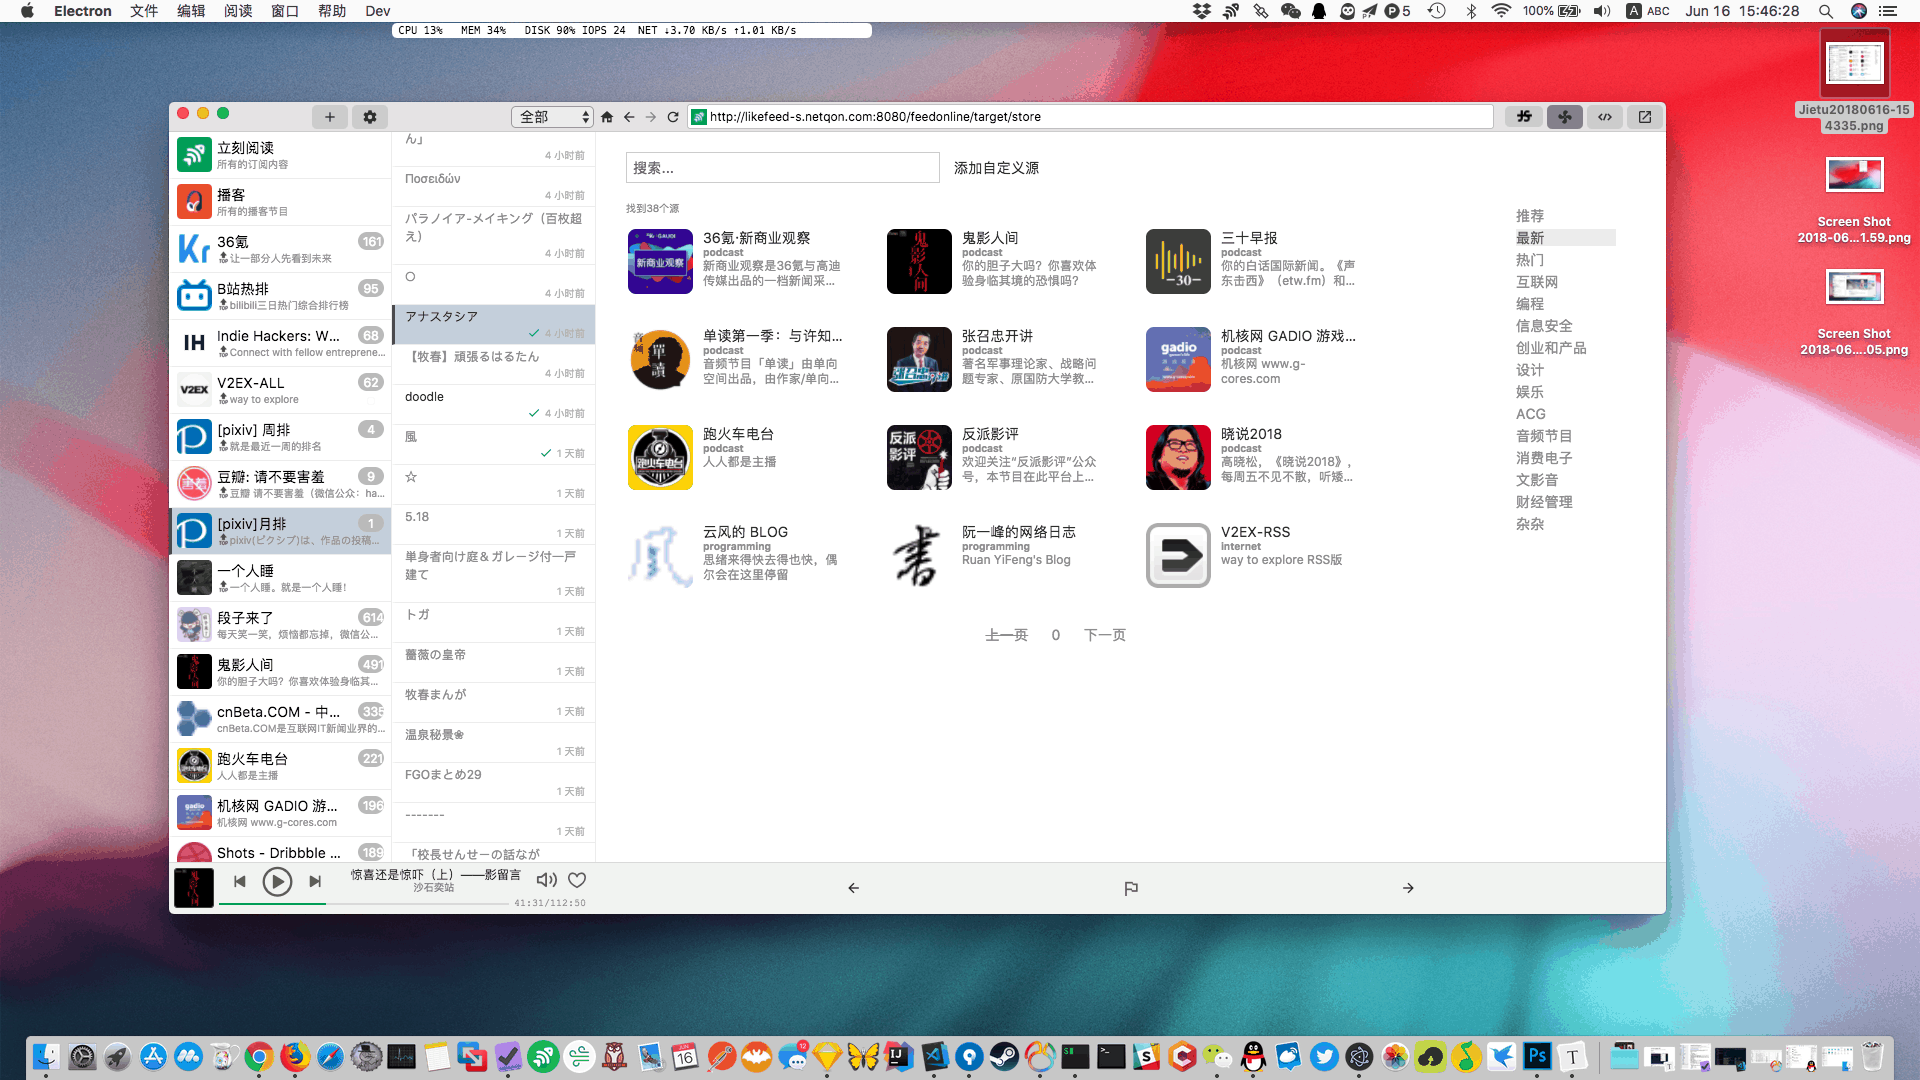 Electron 文件 编辑 阅读 窗口 帮助 Dev
5 100% ABC Jun 16 15:46:28
CPU 13% MEM 34% DISK 90% IOPS 24 NET ↓3.70 KB/s ↑1.01 KB/s
Jietu20180616-15
4335.png
Screen Shot
2018-06...1.59.png
Screen Shot
2018-06....05.png
全部
http://likefeed-s.netqon.com:8080/feedonline/target/store
立刻阅读
所有的订阅内容
播客
所有的播客节目
36氪 161
让一部分人先看到未来
B站热排 95
bilibili三日热门综合排行榜
Indie Hackers: W... 68
Connect with fellow entreprene...
V2EX-ALL 62
way to explore
[pixiv] 周排 4
就是最近一周的排名
豆瓣: 请不要害羞 9
豆瓣 请不要害羞（微信公众：ha...
[pixiv]月排 1
pixiv(ピクシブ)は、作品の投稿...
一个人睡
一个人睡。就是一个人睡！
段子来了 614
每天笑一笑，烦恼都忘掉，微信公...
鬼影人间 491
你的胆子大吗？你喜欢体验身临其...
cnBeta.COM - 中... 335
cnBeta.COM是互联网IT新闻业界的...
跑火车电台 221
人人都是主播
机核网 GADIO 游... 196
机核网 www.g-cores.com
Shots - Dribbble ... 189
ん」
4 小时前
Ποσειδών
4 小时前
パラノイア-メイキング（百枚超
え）
4 小时前
○
4 小时前
アナスタシア
4 小时前
【牧春】頑張るはるたん
4 小时前
doodle
4 小时前
風
1 天前
☆
1 天前
5.18
1 天前
単身者向け庭＆ガレージ付一戸
建て
1 天前
トガ
1 天前
薔薇の皇帝
1 天前
牧春まんが
1 天前
温泉秘景❀
1 天前
FGOまとめ29
1 天前
-------
1 天前
「校長せんせーの話なが
搜索...
添加自定义源
找到38个源
36氪·新商业观察
podcast
新商业观察是36氪与高迪
传媒出品的一档新闻采...
新商业观察
鬼影人间
podcast
你的胆子大吗？你喜欢体
验身临其境的恐惧吗？
鬼影人间
三十早报
podcast
你的白话国际新闻。《声
东击西》（etw.fm）和...
-30-
单读第一季：与许知...
podcast
音频节目「单读」由单向
空间出品，由作家/单向...
單讀
张召忠开讲
podcast
著名军事理论家、战略问
题专家、原国防大学教...
机核网 GADIO 游戏...
podcast
机核网 www.g-
cores.com
gadio
跑火车电台
podcast
人人都是主播
跑火车电台
反派影评
podcast
欢迎关注“反派影评”公众
号，本节目在此平台上...
反派
影评
晓说2018
podcast
高晓松，《晓说2018》，
每周五不见不散，听矮...
云风的 BLOG
programming
思绪来得快去得也快，偶
尔会在这里停留
阮一峰的网络日志
programming
Ruan YiFeng's Blog
書
V2EX-RSS
internet
way to explore RSS版
上一页 0 下一页
推荐
最新
热门
互联网
编程
信息安全
创业和产品
设计
娱乐
ACG
音频节目
消费电子
文影音
财经管理
杂杂
惊喜还是惊吓（上）——影留言
沙石奕站
41:31/112:50